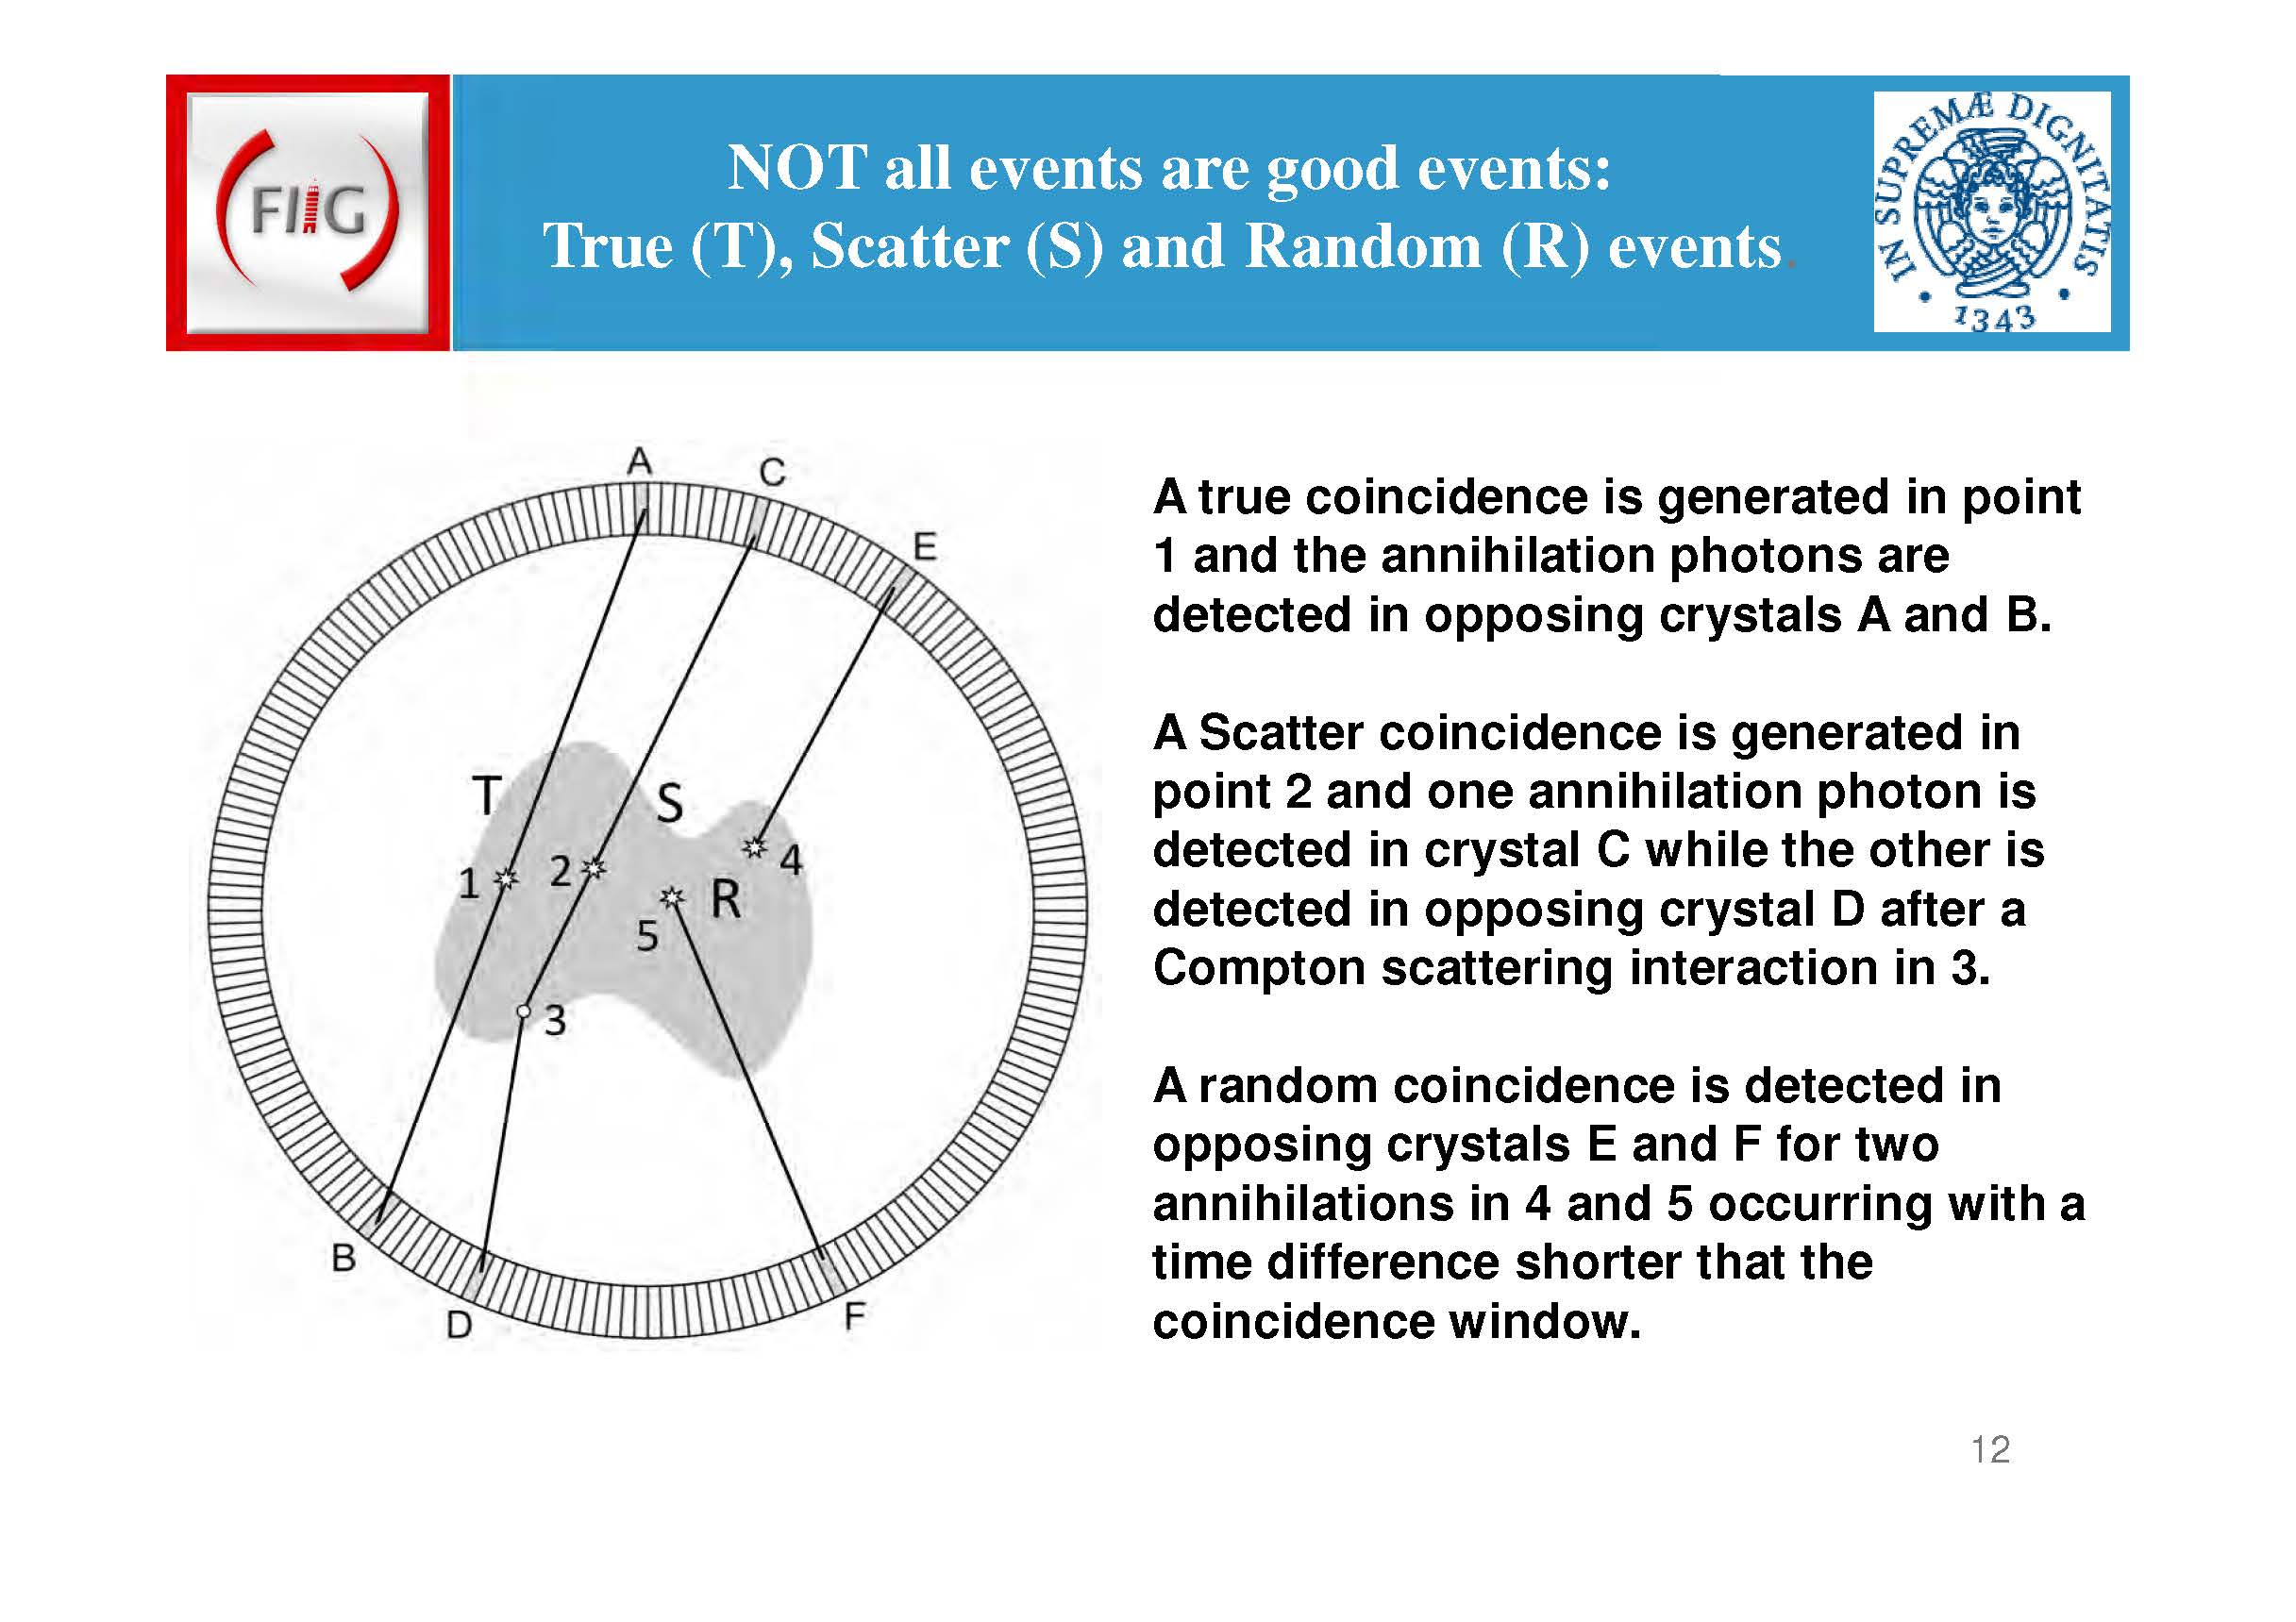 FIIG
NOT all events are good events:
True (T), Scatter (S) and Random (R) events.
IN SUPREMÆ DIGNITATIS
• 1343 •
A
C
E
T
S
1
2
4
R
5
3
B
D
F
A true coincidence is generated in point
1 and the annihilation photons are
detected in opposing crystals A and B.
A Scatter coincidence is generated in
point 2 and one annihilation photon is
detected in crystal C while the other is
detected in opposing crystal D after a
Compton scattering interaction in 3.
A random coincidence is detected in
opposing crystals E and F for two
annihilations in 4 and 5 occurring with a
time difference shorter that the
coincidence window.
12